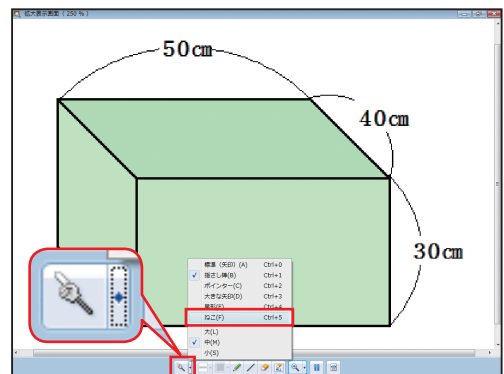 拡大表示画面 ( 250 % )
50cm
40cm
30cm
標準（矢印）(A) Ctrl+0
指さし棒(B) Ctrl+1
ポインター(C) Ctrl+2
大きな矢印(D) Ctrl+3
Ctrl+4
ねこ(F) Ctrl+5
大(L)
中(M)
小(S)